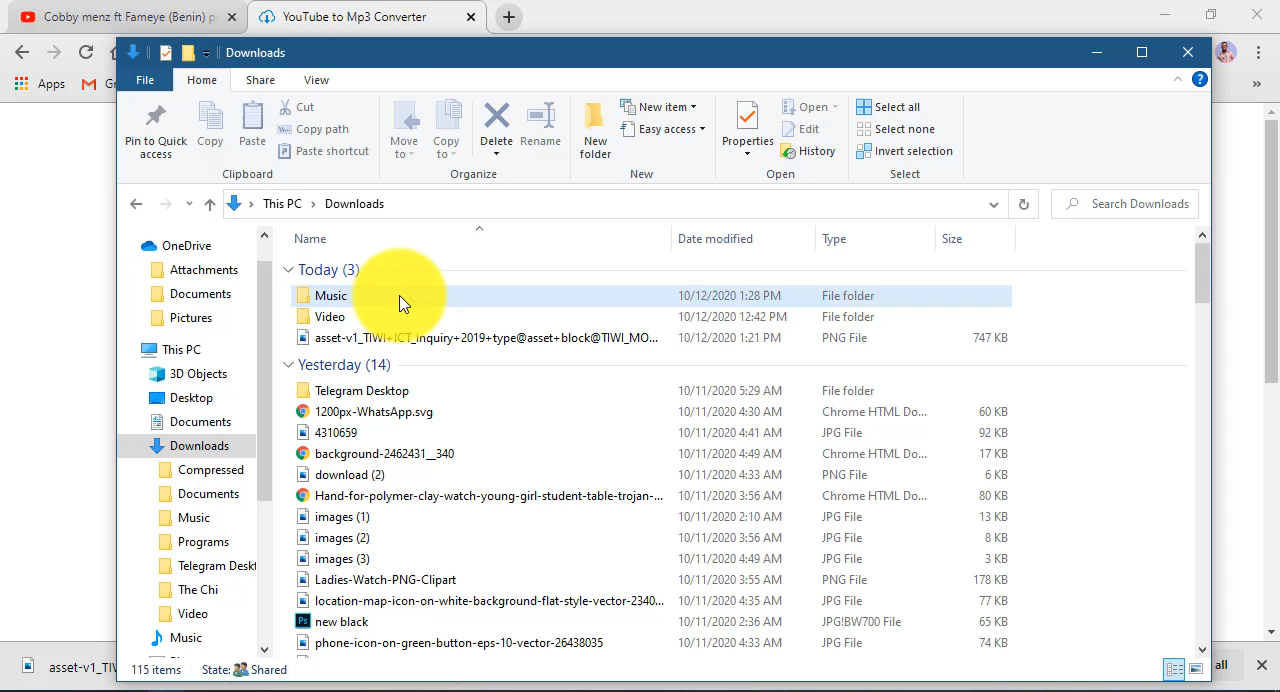 Cobby menz ft Fameye (Benin) p
YouTube to Mp3 Converter
Apps
Downloads
File Home Share View
Pin to Quick access
Copy
Paste
Cut
Copy path
Paste shortcut
Clipboard
Move to
Copy to
Delete
Rename
Organize
New folder
New item
Easy access
New
Properties
Open
Edit
History
Open
Select all
Select none
Invert selection
Select
This PC > Downloads
Search Downloads
OneDrive
Attachments
Documents
Pictures
This PC
3D Objects
Desktop
Documents
Downloads
Compressed
Documents
Music
Programs
Telegram Deskt
The Chi
Video
Music
Name Date modified Type Size
Today (3)
Music 10/12/2020 1:28 PM File folder
Video 10/12/2020 12:42 PM File folder
asset-v1_TIWI+ICT_Inquiry+2019+type@asset+block@TIWI_MO... 10/12/2020 1:21 PM PNG File 747 KB
Yesterday (14)
Telegram Desktop 10/11/2020 5:29 AM File folder
1200px-WhatsApp.svg 10/11/2020 4:30 AM Chrome HTML Do... 60 KB
4310659 10/11/2020 4:41 AM JPG File 92 KB
background-2462431__340 10/11/2020 4:49 AM Chrome HTML Do... 17 KB
download (2) 10/11/2020 4:33 AM PNG File 6 KB
Hand-for-polymer-clay-watch-young-girl-student-table-trojan-... 10/11/2020 3:56 AM Chrome HTML Do... 80 KB
images (1) 10/11/2020 2:10 AM JPG File 13 KB
images (2) 10/11/2020 3:56 AM JPG File 8 KB
images (3) 10/11/2020 4:49 AM JPG File 3 KB
Ladies-Watch-PNG-Clipart 10/11/2020 3:55 AM PNG File 178 KB
location-map-icon-on-white-background-flat-style-vector-2340... 10/11/2020 4:35 AM JPG File 77 KB
new black 10/11/2020 2:36 AM JPG!BW700 File 65 KB
phone-icon-on-green-button-eps-10-vector-26438035 10/11/2020 4:33 AM JPG File 74 KB
115 items State: Shared
asset-v1_TI
all